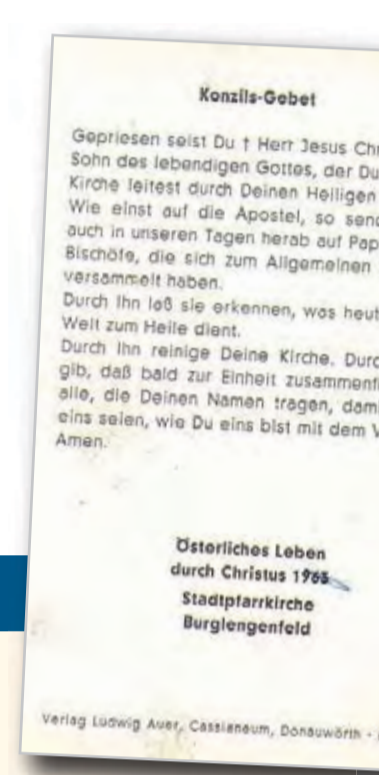 Konzils-Gebet
Gepriesen seist Du † Herr Jesus Chr
Sohn des lebendigen Gottes, der Du
Kirche leitest durch Deinen Heiligen
Wie einst auf die Apostel, so send
auch in unseren Tagen herab auf Pap
Bischöfe, die sich zum Allgemeinen
versammelt haben.
Durch Ihn laß sie erkennen, was heut
Welt zum Heile dient.
Durch Ihn reinige Deine Kirche. Durc
gib, daß bald zur Einheit zusammenf
alle, die Deinen Namen tragen, dam
eins seien, wie Du eins bist mit dem V
Amen.
Österliches Leben
durch Christus 1965
Stadtpfarrkirche
Burglengenfeld
Verlag Ludwig Auer, Cassianeum, Donauwörth -